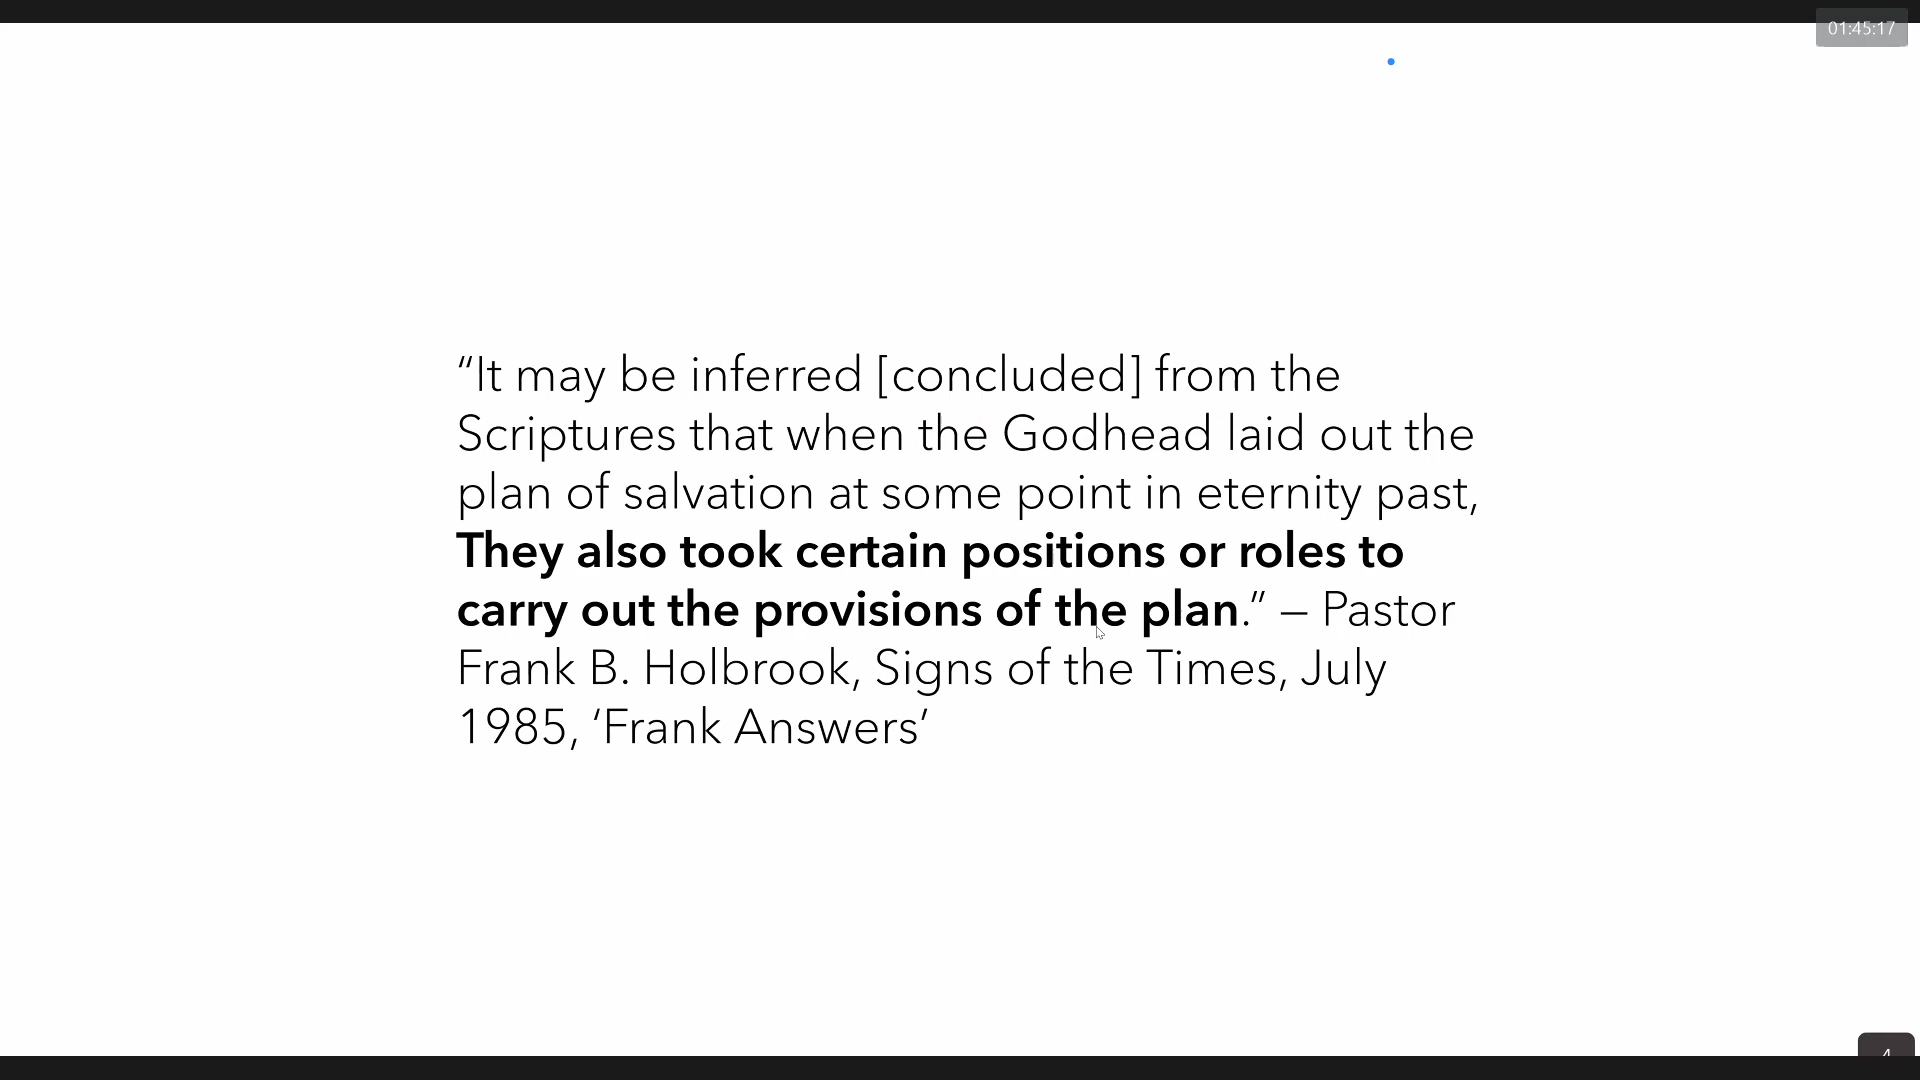 01:45:17
“It may be inferred [concluded] from the
Scriptures that when the Godhead laid out the
plan of salvation at some point in eternity past,
They also took certain positions or roles to
carry out the provisions of the plan.” – Pastor
Frank B. Holbrook, Signs of the Times, July
1985, ‘Frank Answers’